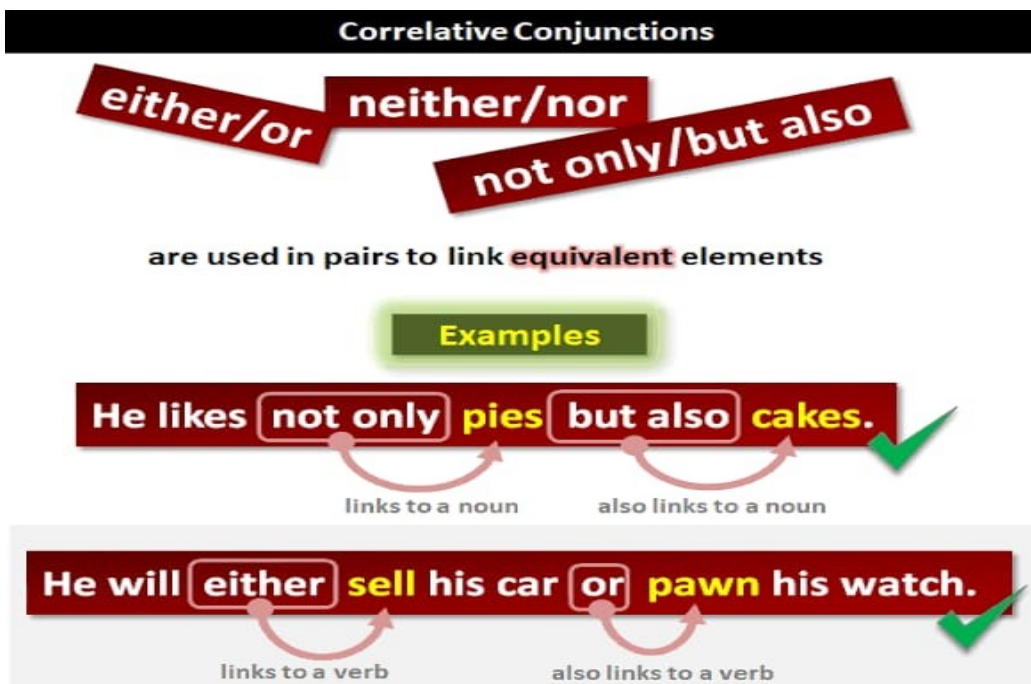 Correlative Conjunctions
either/or
neither/nor
not only/but also
are used in pairs to link equivalent elements
Examples
He likes not only pies but also cakes.
links to a noun
also links to a noun
He will either sell his car or pawn his watch.
links to a verb
also links to a verb